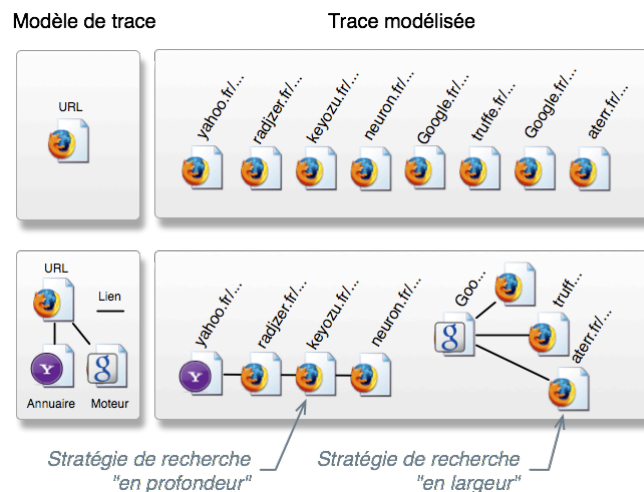 Modèle de trace
Trace modélisée
URL
yahoo.fr/...
radjzer.fr/...
keyozu.fr/...
neuron.fr/...
Google.fr/...
truffe.fr/...
Google.fr/...
aterr.fr/...
URL
Lien
Y
g
Annuaire
Moteur
yahoo.fr/...
radjzer.fr/...
keyozu.fr/...
neuron.fr/...
Y
Goo...
g
truff...
aterr.fr/...
Stratégie de recherche
"en profondeur"
Stratégie de recherche
"en largeur"